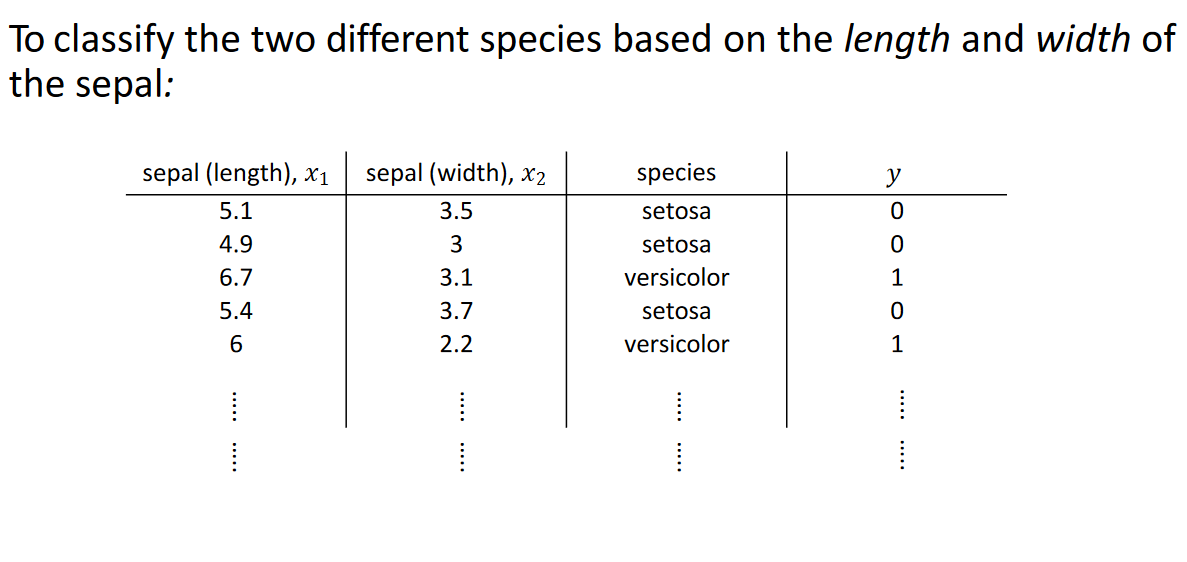 To classify the two different species based on the length and width of
the sepal:
sepal (length), x₁ sepal (width), x₂ species y
5.1 3.5 setosa 0
4.9 3 setosa 0
6.7 3.1 versicolor 1
5.4 3.7 setosa 0
6 2.2 versicolor 1